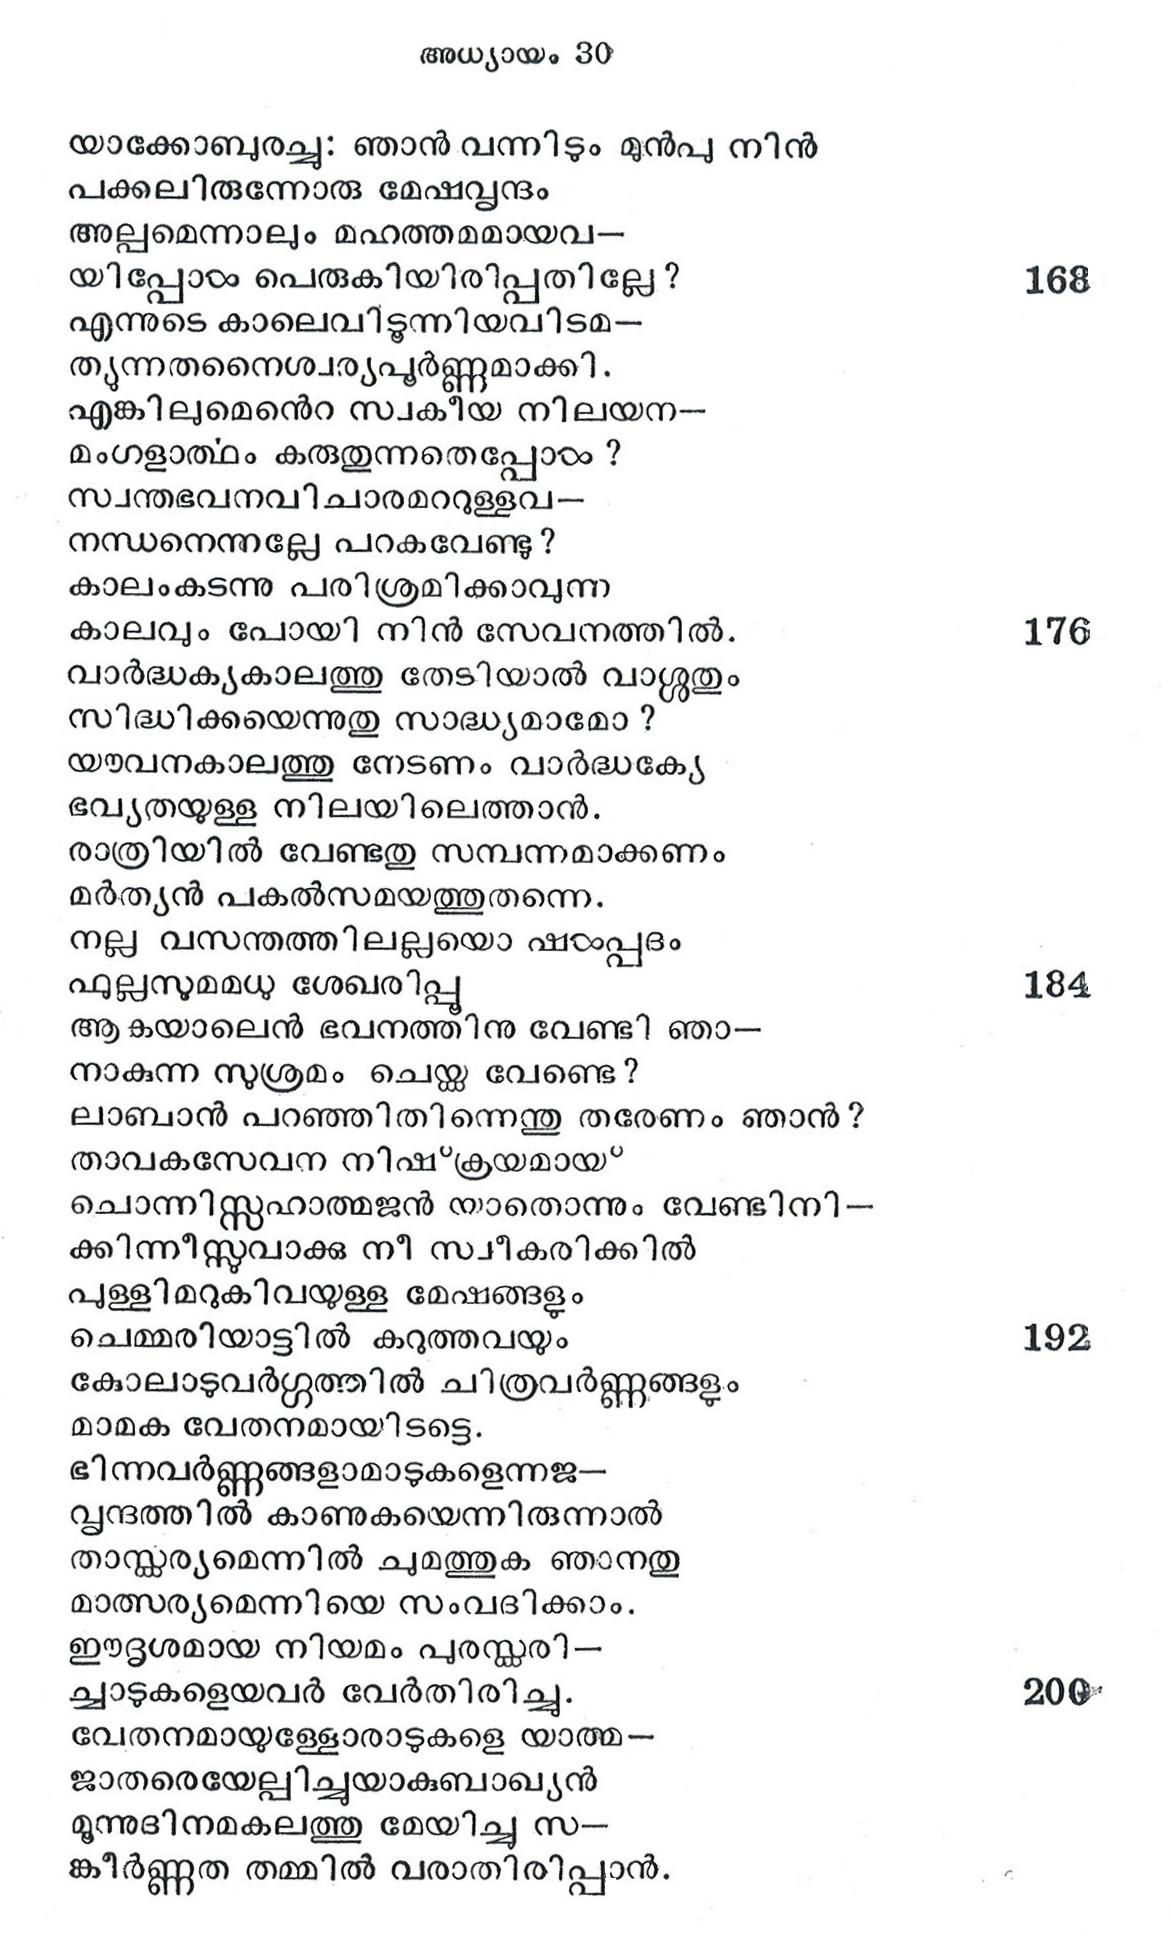 അധ്യായം 30
യാക്കോബുരച്ചു: ഞാൻ വന്നിടും മുൻപു നിൻ
പക്കലിരുന്നോരു മേഷവൃന്ദം
അല്പമെന്നാലും മഹത്തമമായവ—
യിപ്പോൾ പെരുകിയിരിപ്പതില്ലേ? 168
എന്നുടെ കാലെവിടൂന്നിയവിടമ—
ത്യുന്നതനൈശ്വര്യപൂർണ്ണമാക്കി.
എങ്കിലുമെൻെറ സ്വകീയ നിലയന—
മംഗളാൎത്ഥം കരുതുന്നതെപ്പോൾ?
സ്വന്തഭവനവിചാരമററുള്ളവ—
നന്ധനെന്നല്ലേ പറകവേണ്ടു?
കാലംകടന്നു പരിശ്രമിക്കാവുന്ന
കാലവും പോയി നിൻ സേവനത്തിൽ. 176
വാർദ്ധക്യകാലത്തു തേടിയാൽ വാശ്ശതും
സിദ്ധിക്കയെന്നുതു സാദ്ധ്യമാമോ?
യൗവനകാലത്തു നേടണം വാർദ്ധക്യേ
ഭവ്യതയുള്ള നിലയിലെത്താൻ.
രാത്രിയിൽ വേണ്ടതു സമ്പന്നമാക്കണം
മർത്യൻ പകൽസമയത്തുതന്നെ.
നല്ല വസന്തത്തിലല്ലയൊ ഷൾപ്പദം
ഫുല്ലസുമമധു ശേഖരിപ്പൂ 184
ആകയാലെൻ ഭവനത്തിനു വേണ്ടി ഞാ—
നാകുന്ന സുശ്രമം ചെയ്ത വേണ്ടെ?
ലാബാൻ പറഞ്ഞിതിന്നെന്തു തരേണം ഞാൻ?
താവകസേവന നിഷ്ക്രയമായ്
ചൊന്നിസ്സഹാത്മജൻ യാതൊന്നും വേണ്ടിനി—
ക്കിന്നീസ്സുവാക്കു നീ സ്വീകരിക്കിൽ
പുള്ളിമറുകിവയുള്ള മേഷങ്ങളും
ചെമ്മരിയാട്ടിൽ കറുത്തവയും 192
കോലാടുവർഗ്ഗത്തിൽ ചിത്രവർണ്ണങ്ങളും
മാമക വേതനമായിടട്ടെ.
ഭിന്നവർണ്ണങ്ങളാമാടുകളെന്നജ—
വൃന്ദത്തിൽ കാണുകയെന്നിരുന്നാൽ
താസ്കര്യമെന്നിൽ ചുമത്തുക ഞാനതു
മാത്സര്യമെന്നിയെ സംവദിക്കാം.
ഈദൃശമായ നിയമം പുരസ്കരി—
ച്ചാടുകളെയവർ വേർതിരിച്ചു. 200
വേതനമായുള്ളോരാടുകളെ യാത്മ—
ജാതരെയേല്പിച്ചുയാകുബാഖ്യൻ
മൂന്നുദിനമകലത്തു മേയിച്ചു സ—
ങ്കീർണ്ണത തമ്മിൽ വരാതിരിപ്പാൻ.